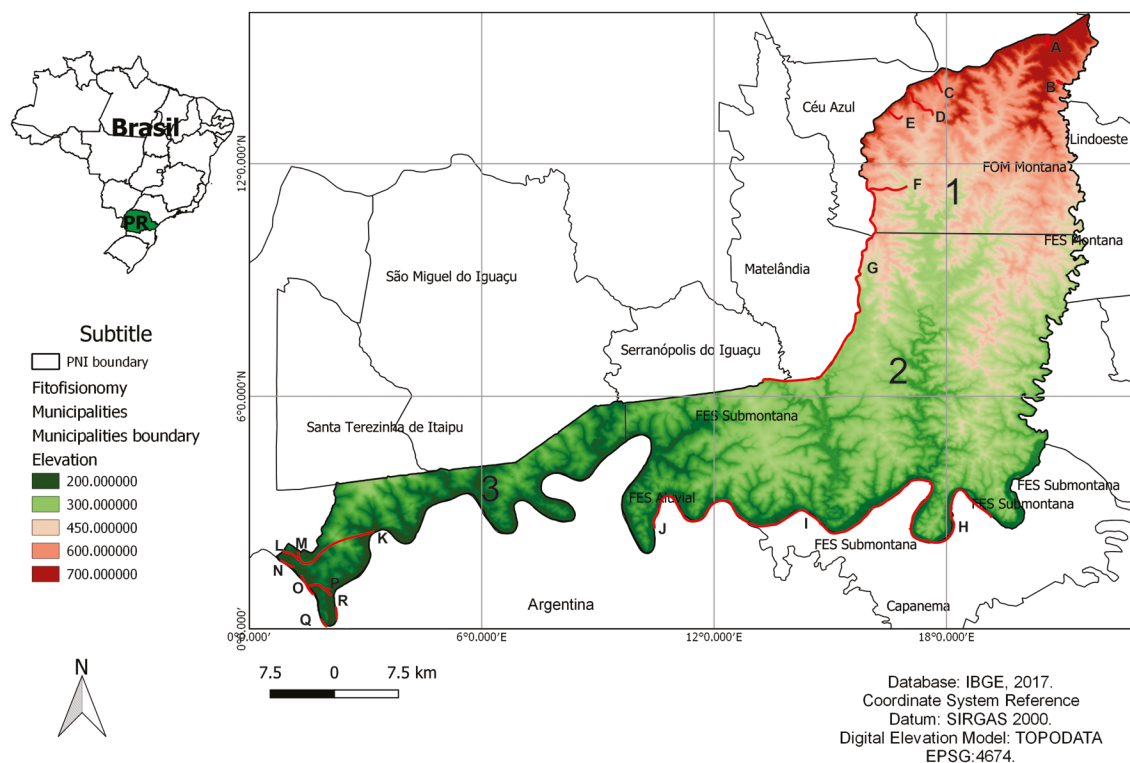 Brasil
PR
Subtitle
PNI boundary
Fitofisionomy
Municipalities
Municipalities boundary
Elevation
200.000000
300.000000
450.000000
600.000000
700.000000
A
B
C
D
E
Céu Azul
Lindoeste
12°0.000'N
FOM Montana
F
1
FES Montana
G
Matelândia
São Miguel do Iguaçu
Serranópolis do Iguaçu
2
6°0.000'N
FES Submontana
Santa Terezinha de Itaipu
3
FES Aluvial
FES Submontana
FES Submontana
J
I
H
K
FES Submontana
L
M
N
O
P
R
Q
Argentina
Capanema
0°0.000'
0°0.000'
6°0.000'E
12°0.000'E
18°0.000'E
N
7.5
0
7.5 km
Database: IBGE, 2017.
Coordinate System Reference
Datum: SIRGAS 2000.
Digital Elevation Model: TOPODATA
EPSG:4674.